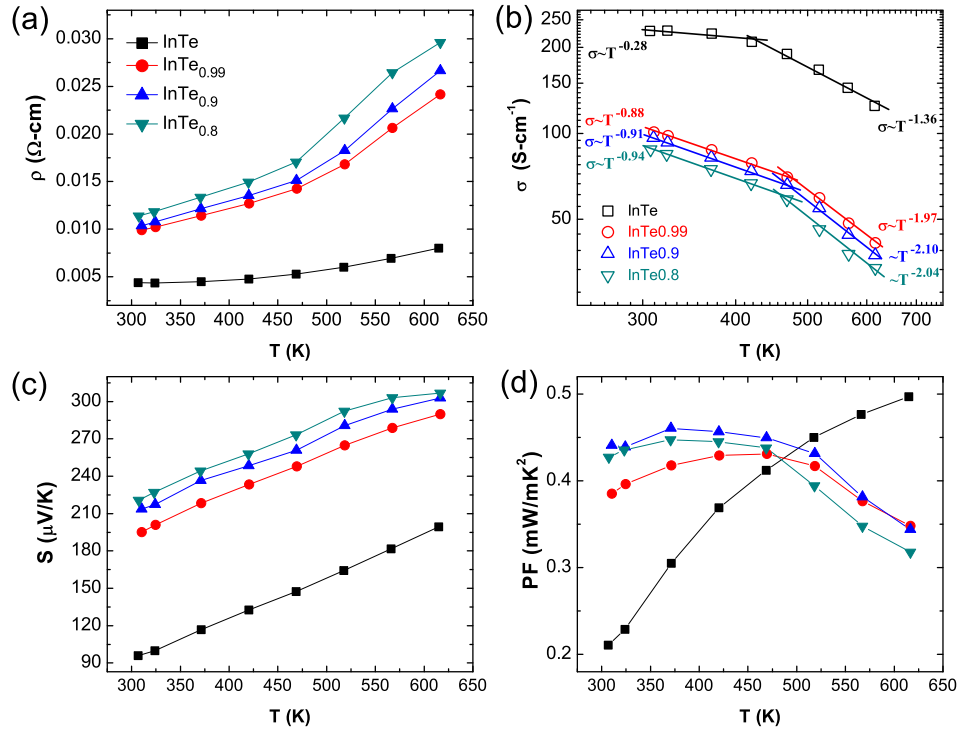 (a)
0.030
0.025
0.020
0.015
0.010
0.005
ρ (Ω-cm)
InTe
InTe0.99
InTe0.9
InTe0.8
300 350 400 450 500 550 600 650
T (K)
(b)
250
200
150
100
50
σ (S-cm-1)
σ~T-0.28
σ~T-1.36
σ~T-0.88
σ~T-0.91
σ~T-0.94
σ~T-1.97
~T-2.10
~T-2.04
InTe
InTe0.99
InTe0.9
InTe0.8
300 400 500 600 700
T (K)
(c)
300
270
240
210
180
150
120
90
S (μV/K)
300 350 400 450 500 550 600 650
T (K)
(d)
0.5
0.4
0.3
0.2
PF (mW/mK2)
300 350 400 450 500 550 600 650
T (K)